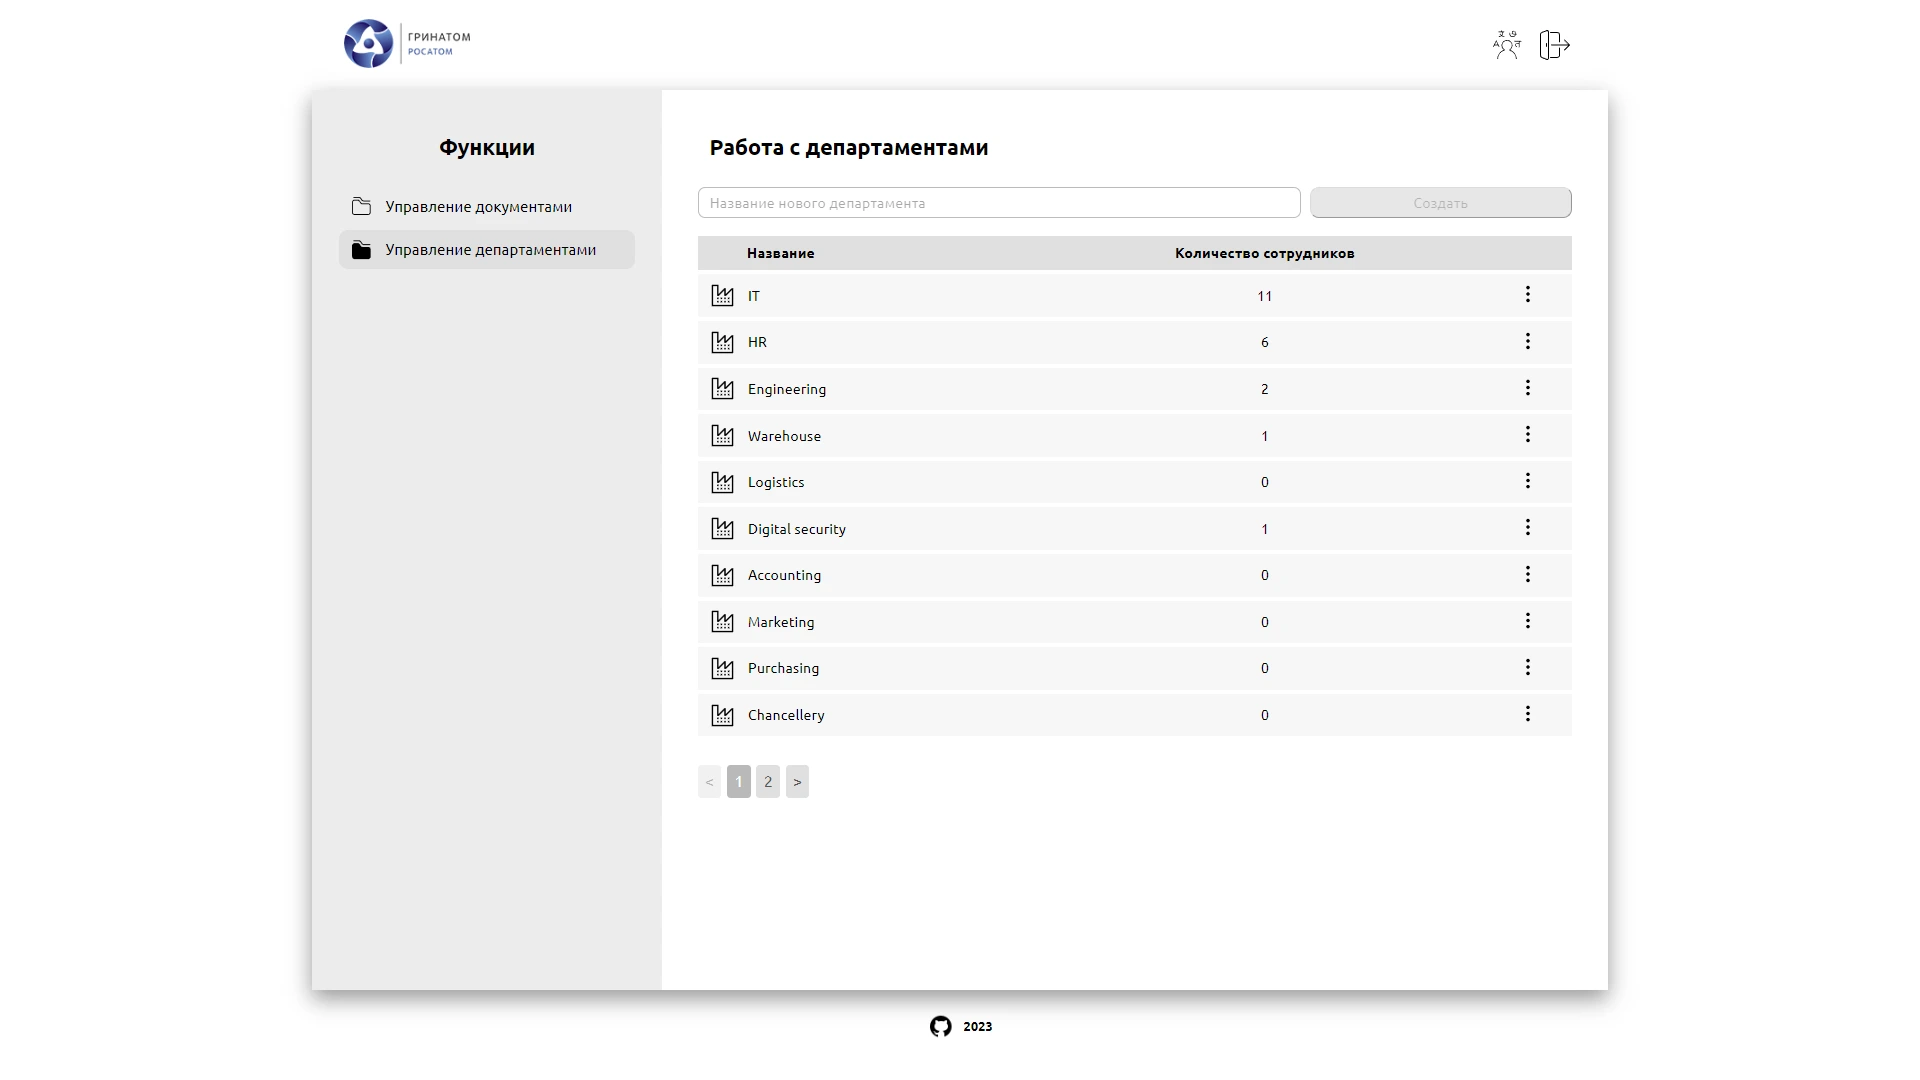 ГРИНАТОМ
РОСАТОМ
Функции
Управление документами
Управление департаментами
Работа с департаментами
Название нового департамента
Создать
Название Количество сотрудников
IT 11
HR 6
Engineering 2
Warehouse 1
Logistics 0
Digital security 1
Accounting 0
Marketing 0
Purchasing 0
Chancellery 0
< 1 2 >
2023